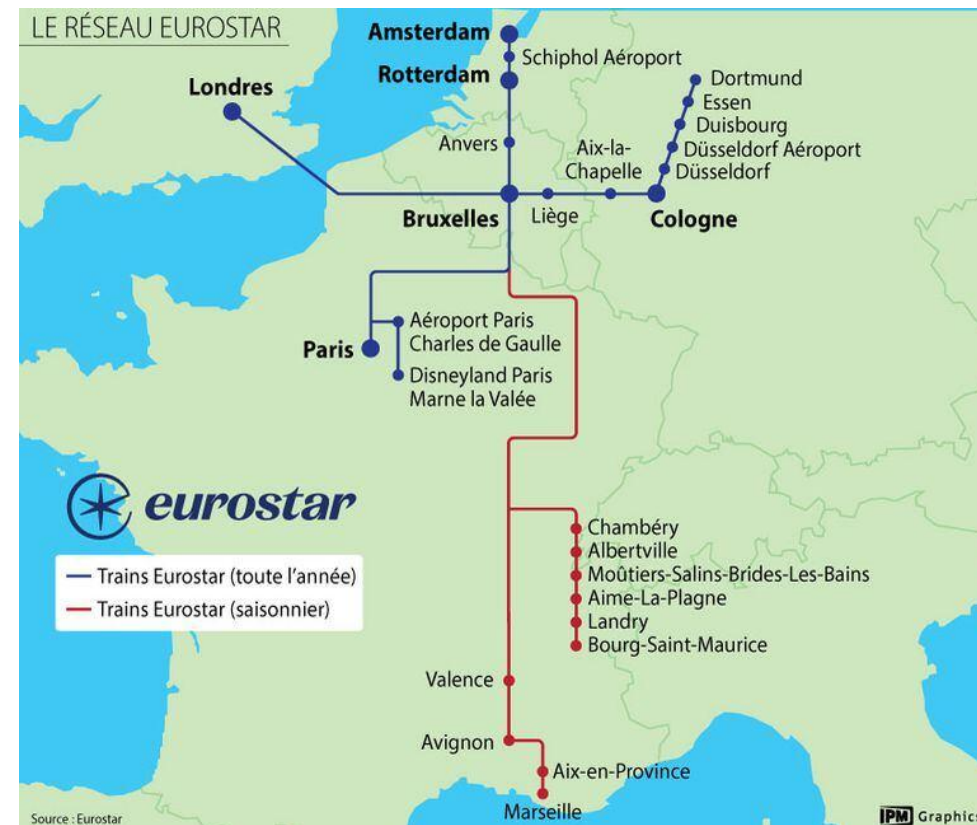 LE RÉSEAU EUROSTAR
Amsterdam
Schiphol Aéroport
Rotterdam
Londres
Anvers
Dortmund
Essen
Duisbourg
Düsseldorf Aéroport
Düsseldorf
Aix-la-
Chapelle
Bruxelles
Liège
Cologne
Paris
Aéroport Paris
Charles de Gaulle
Disneyland Paris
Marne la Valée
eurostar
Trains Eurostar (toute l'année)
Trains Eurostar (saisonnier)
Chambéry
Albertville
Moûtiers-Salins-Brides-Les-Bains
Aime-La-Plagne
Landry
Bourg-Saint-Maurice
Valence
Avignon
Aix-en-Provence
Marseille
Source : Eurostar
IPM Graphics